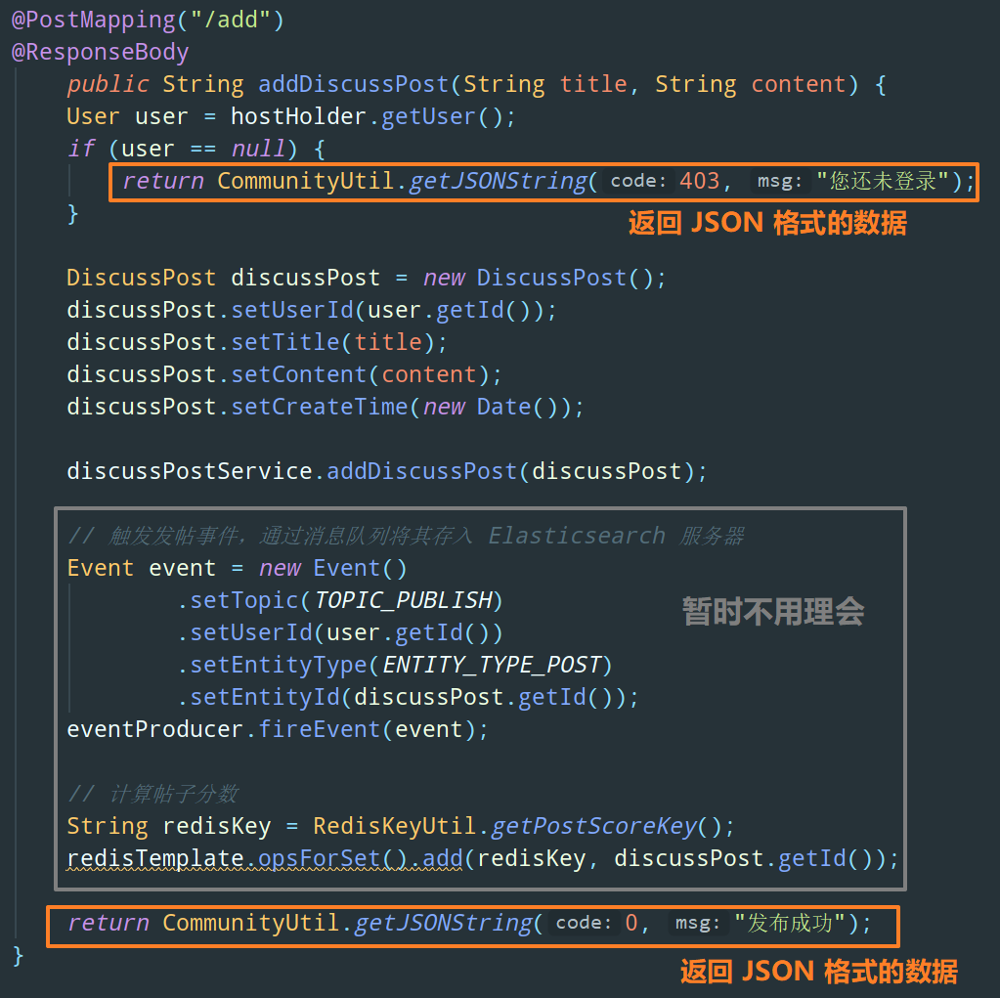 @PostMapping("/add")
@ResponseBody
public String addDiscussPost(String title, String content) {
User user = hostHolder.getUser();
if (user == null) {
return CommunityUtil.getJSONString( code: 403, msg: "您还未登录");
}
返回 JSON 格式的数据
DiscussPost discussPost = new DiscussPost();
discussPost.setUserId(user.getId());
discussPost.setTitle(title);
discussPost.setContent(content);
discussPost.setCreateTime(new Date());
discussPostService.addDiscussPost(discussPost);
// 触发发帖事件，通过消息队列将其存入 Elasticsearch 服务器
Event event = new Event()
.setTopic(TOPIC_PUBLISH)
暂时不用理会
.setUserId(user.getId())
.setEntityType(ENTITY_TYPE_POST)
.setEntityId(discussPost.getId());
eventProducer.fireEvent(event);
// 计算帖子分数
String redisKey = RedisKeyUtil.getPostScoreKey();
redisTemplate.opsForSet().add(redisKey, discussPost.getId());
return CommunityUtil.getJSONString( code: 0, msg: "发布成功");
}
返回 JSON 格式的数据